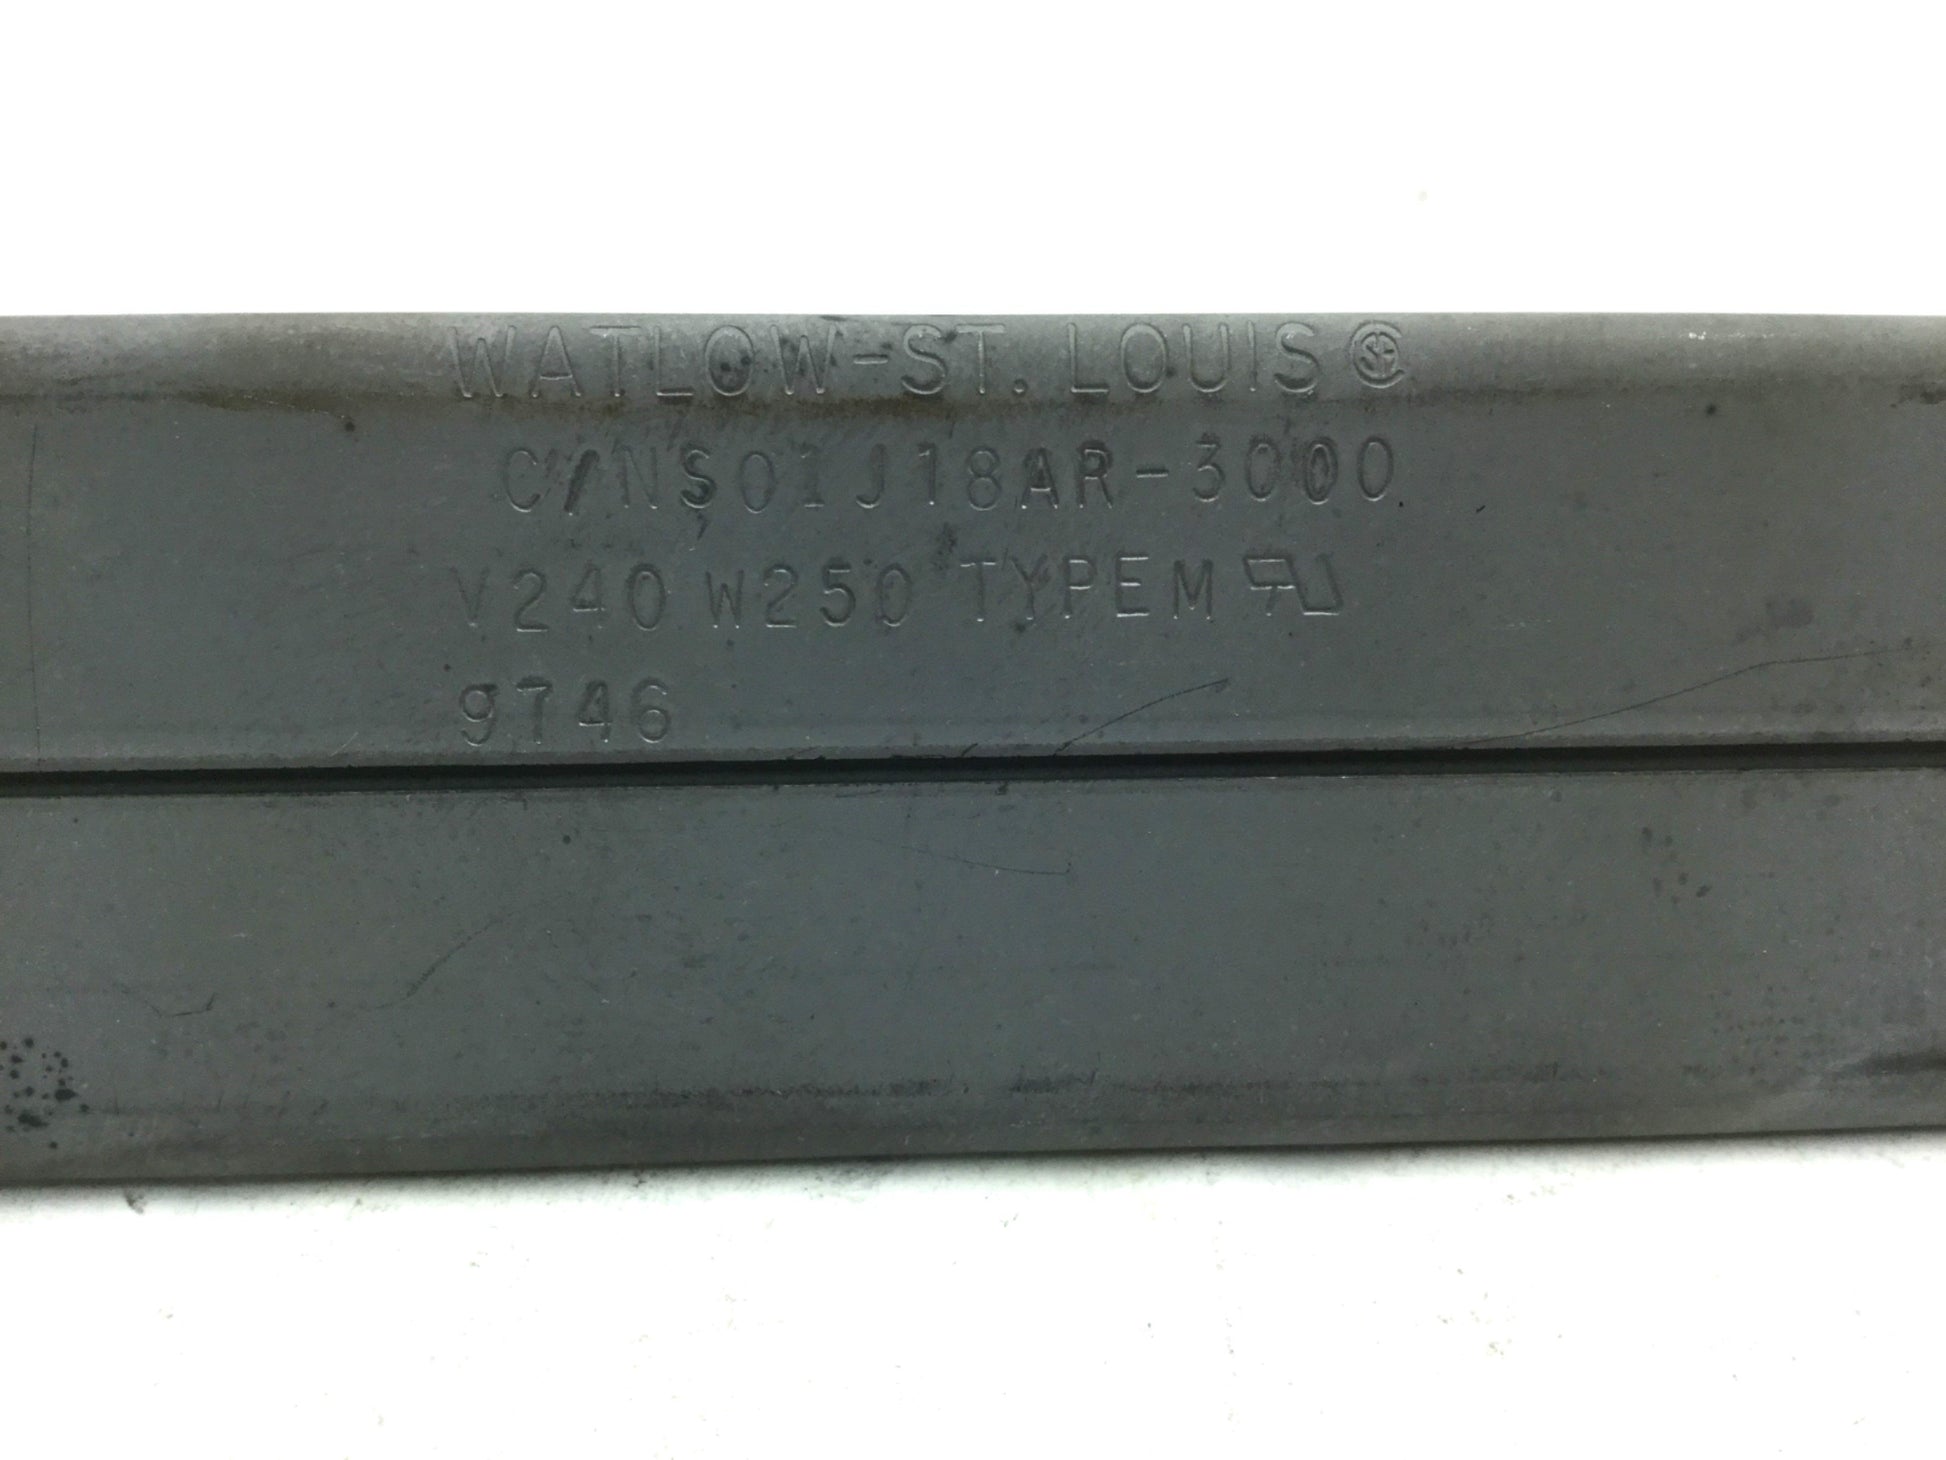 WATLOW-ST. LOUIS
C/NS01J18AR-3000
V240 W250 TYPEM
9746